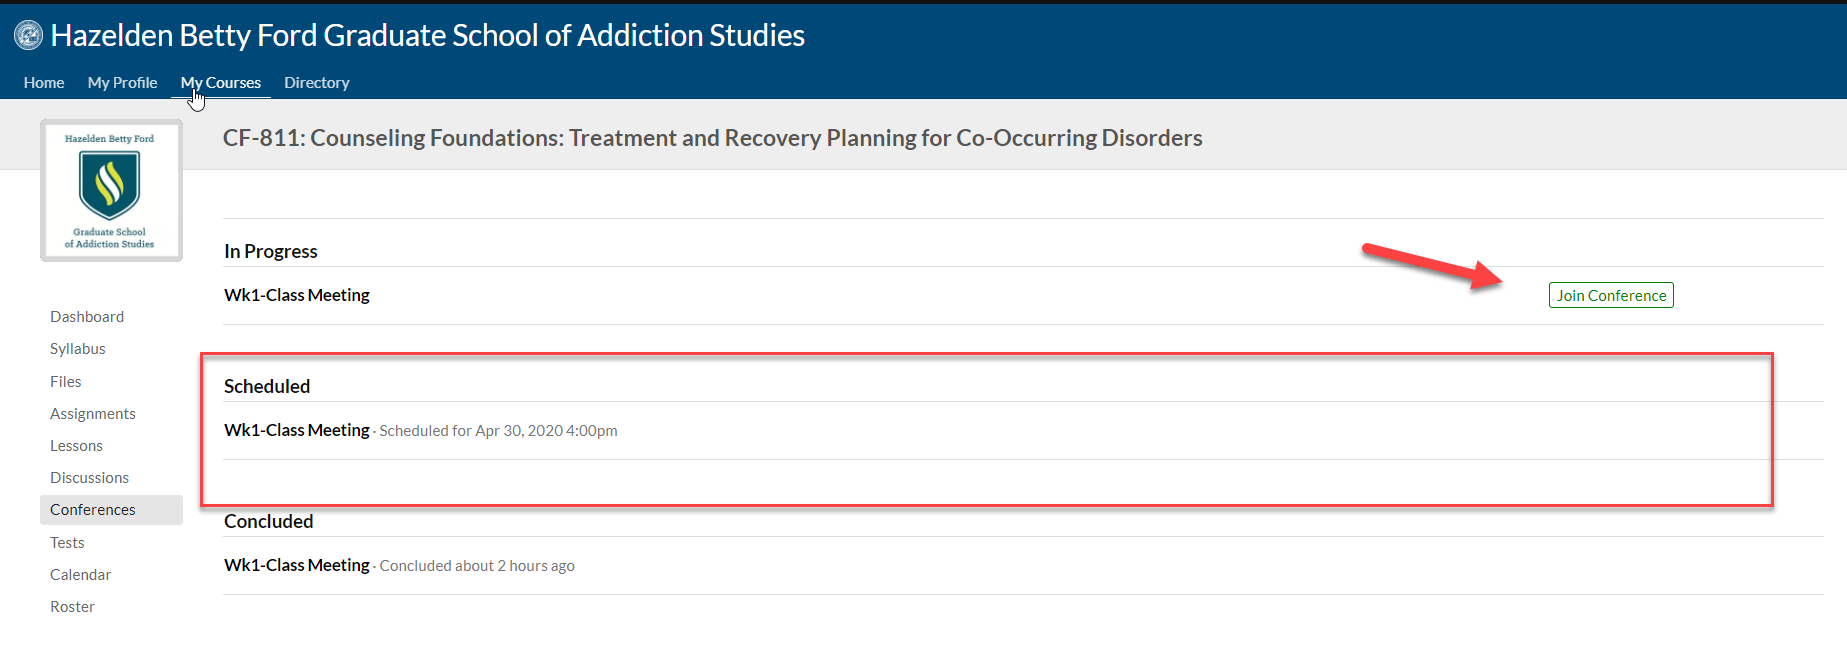 Hazelden Betty Ford Graduate School of Addiction Studies
Home My Profile My Courses Directory
Hazelden Betty Ford
Graduate School
of Addiction Studies
CF-811: Counseling Foundations: Treatment and Recovery Planning for Co-Occurring Disorders
Dashboard
Syllabus
Files
Assignments
Lessons
Discussions
Conferences
Tests
Calendar
Roster
In Progress
Wk1-Class Meeting
Join Conference
Scheduled
Wk1-Class Meeting · Scheduled for Apr 30, 2020 4:00pm
Concluded
Wk1-Class Meeting · Concluded about 2 hours ago